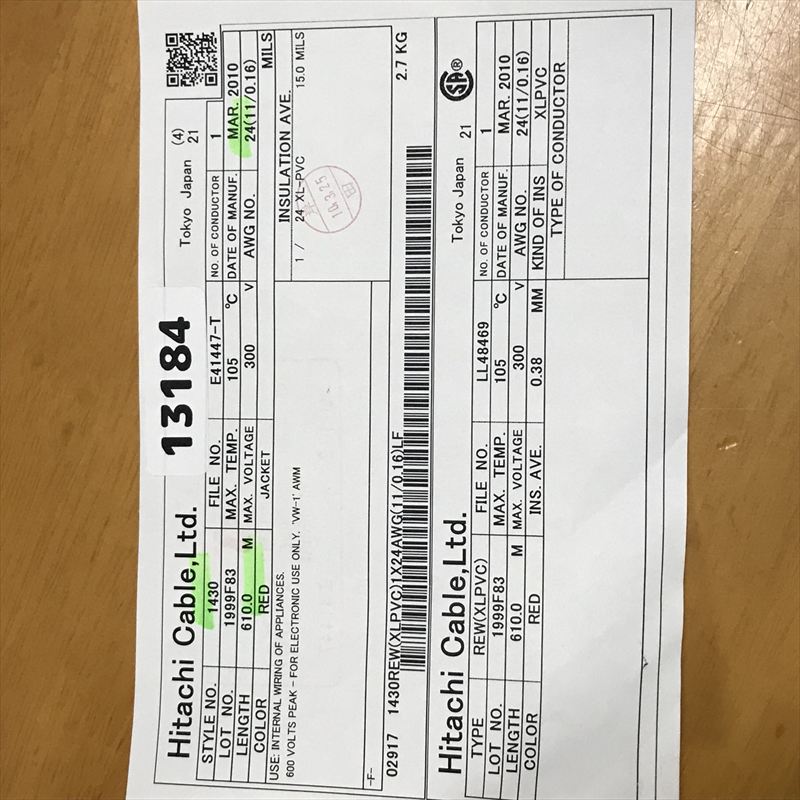 13184
Hitachi Cable,Ltd. Tokyo Japan (4) 21
STYLE NO. 1430 FILE NO. E41447-T NO. OF CONDUCTOR 1
LOT NO. 1999F83 MAX. TEMP. 105 ℃ DATE OF MANUF. MAR. 2010
LENGTH 610.0 M MAX. VOLTAGE 300 V AWG NO. 24(11/0.16)
COLOR RED JACKET MILS
USE: INTERNAL WIRING OF APPLIANCES. INSULATION AVE.
600 VOLTS PEAK - FOR ELECTRONIC USE ONLY. 'VW-1' AWM 1 / 24 XL-PVC 15.0 MILS
-F-
02917 1430REW(XLPVC)1X24AWG(11/0.16)LF 2.7 KG
Hitachi Cable,Ltd. Tokyo Japan 21 SA®
TYPE REW(XLPVC) FILE NO. LL48469 NO. OF CONDUCTOR 1
LOT NO. 1999F83 MAX. TEMP. 105 ℃ DATE OF MANUF. MAR. 2010
LENGTH 610.0 M MAX. VOLTAGE 300 V AWG NO. 24(11/0.16)
COLOR RED INS. AVE. 0.38 MM KIND OF INS XLPVC
TYPE OF CONDUCTOR